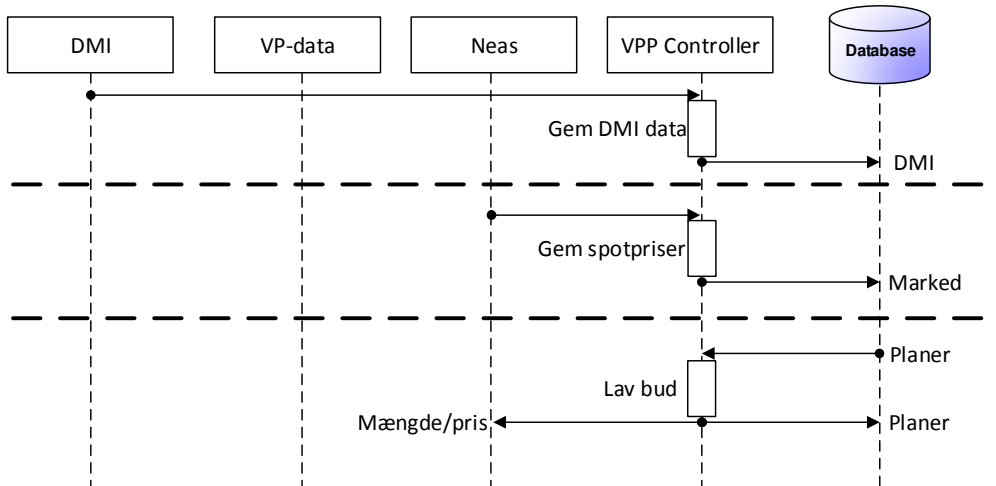 DMI
VP-data
Neas
VPP Controller
Database
Gem DMI data
DMI
Gem spotpriser
Marked
Planer
Lav bud
Mængde/pris
Planer